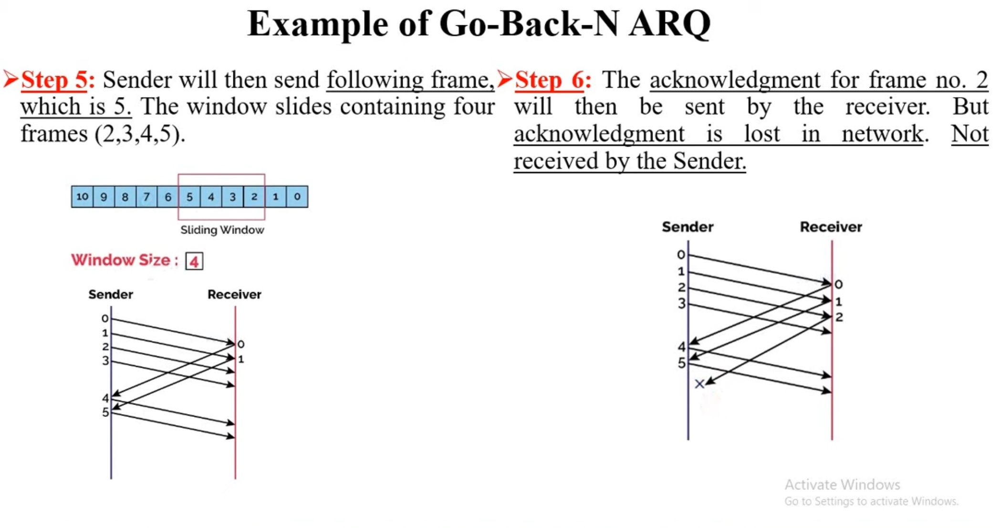 Example of Go-Back-N ARQ
➢Step 5: Sender will then send following frame,
which is 5. The window slides containing four
frames (2,3,4,5).
10 9 8 7 6 5 4 3 2 1 0
Sliding Window
Window Size : 4
Sender Receiver
0
1
2
3
0
1
4
5
➢Step 6: The acknowledgment for frame no. 2
will then be sent by the receiver. But
acknowledgment is lost in network. Not
received by the Sender.
Sender Receiver
0
1
2
3
0
1
2
4
5
X
Activate Windows
Go to Settings to activate Windows.